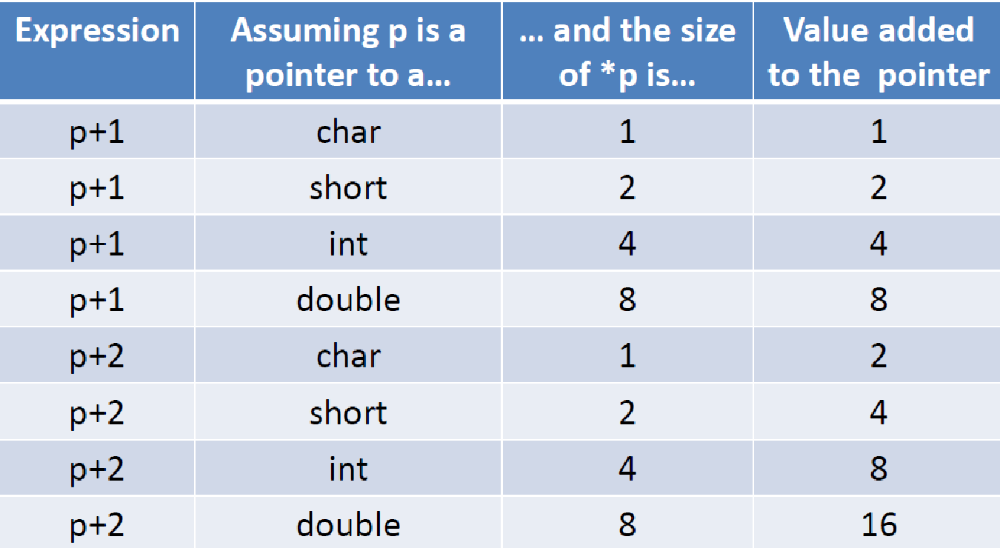 Expression Assuming p is a pointer to a... ... and the size of *p is... Value added to the pointer
p+1 char 1 1
p+1 short 2 2
p+1 int 4 4
p+1 double 8 8
p+2 char 1 2
p+2 short 2 4
p+2 int 4 8
p+2 double 8 16